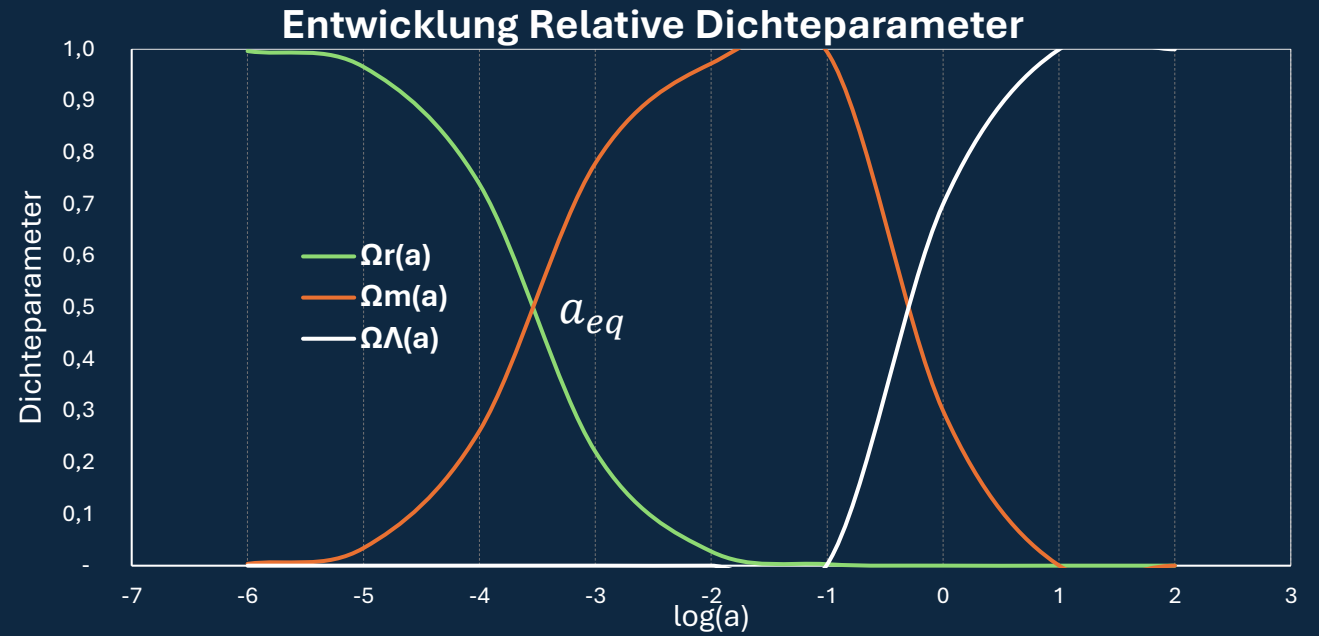 Entwicklung Relative Dichteparameter
1,0
0,9
0,8
0,7
0,6
0,5
0,4
0,3
0,2
0,1
-
Dichteparameter
Ωr(a)
Ωm(a)
ΩΛ(a)
a_{eq}
-7 -6 -5 -4 -3 -2 -1 0 1 2 3
log(a)